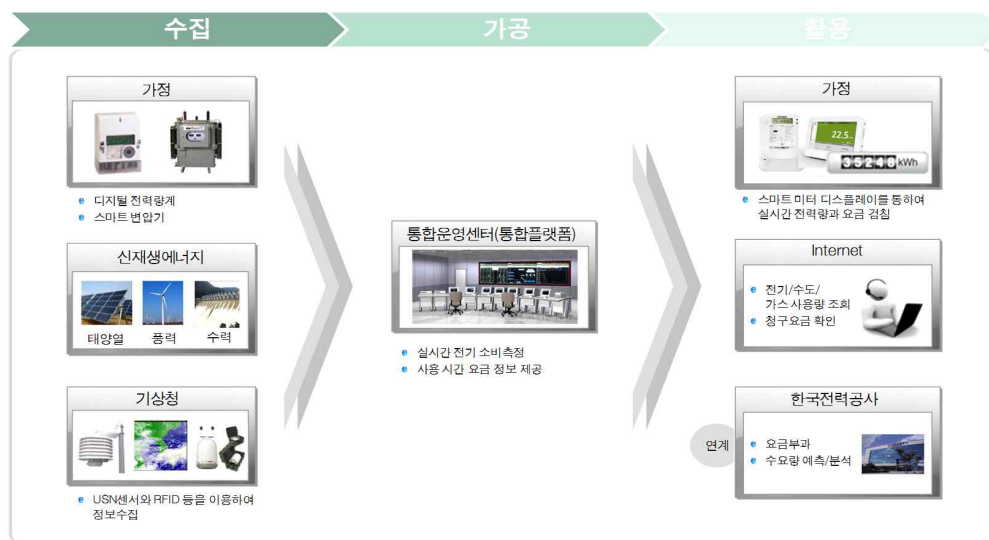 수집
가공
활용
가정
디지털 전력량계
스마트 변압기
신재생에너지
태양열
풍력
수력
기상청
USN센서와 RFID 등을 이용하여
정보수집
통합운영센터(통합플랫폼)
실시간 전기 소비측정
사용 시간 요금 정보 제공
가정
22.5
35248 kWh
스마트 미터 디스플레이를 통하여
실시간 전력량과 요금 검침
Internet
전기/수도/
가스 사용량 조회
청구요금 확인
한국전력공사
연계
요금부과
수요량 예측/분석